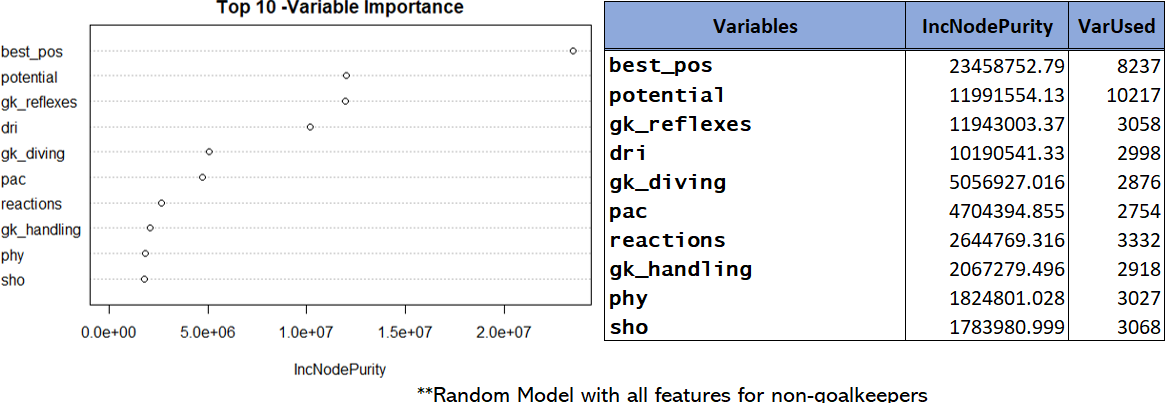 Top 10 -Variable Importance
best_pos
potential
gk_reflexes
dri
gk_diving
pac
reactions
gk_handling
phy
sho
0.0e+00 5.0e+06 1.0e+07 1.5e+07 2.0e+07
IncNodePurity
Variables IncNodePurity VarUsed
best_pos 23458752.79 8237
potential 11991554.13 10217
gk_reflexes 11943003.37 3058
dri 10190541.33 2998
gk_diving 5056927.016 2876
pac 4704394.855 2754
reactions 2644769.316 3332
gk_handling 2067279.496 2918
phy 1824801.028 3027
sho 1783980.999 3068
**Random Model with all features for non-goalkeepers